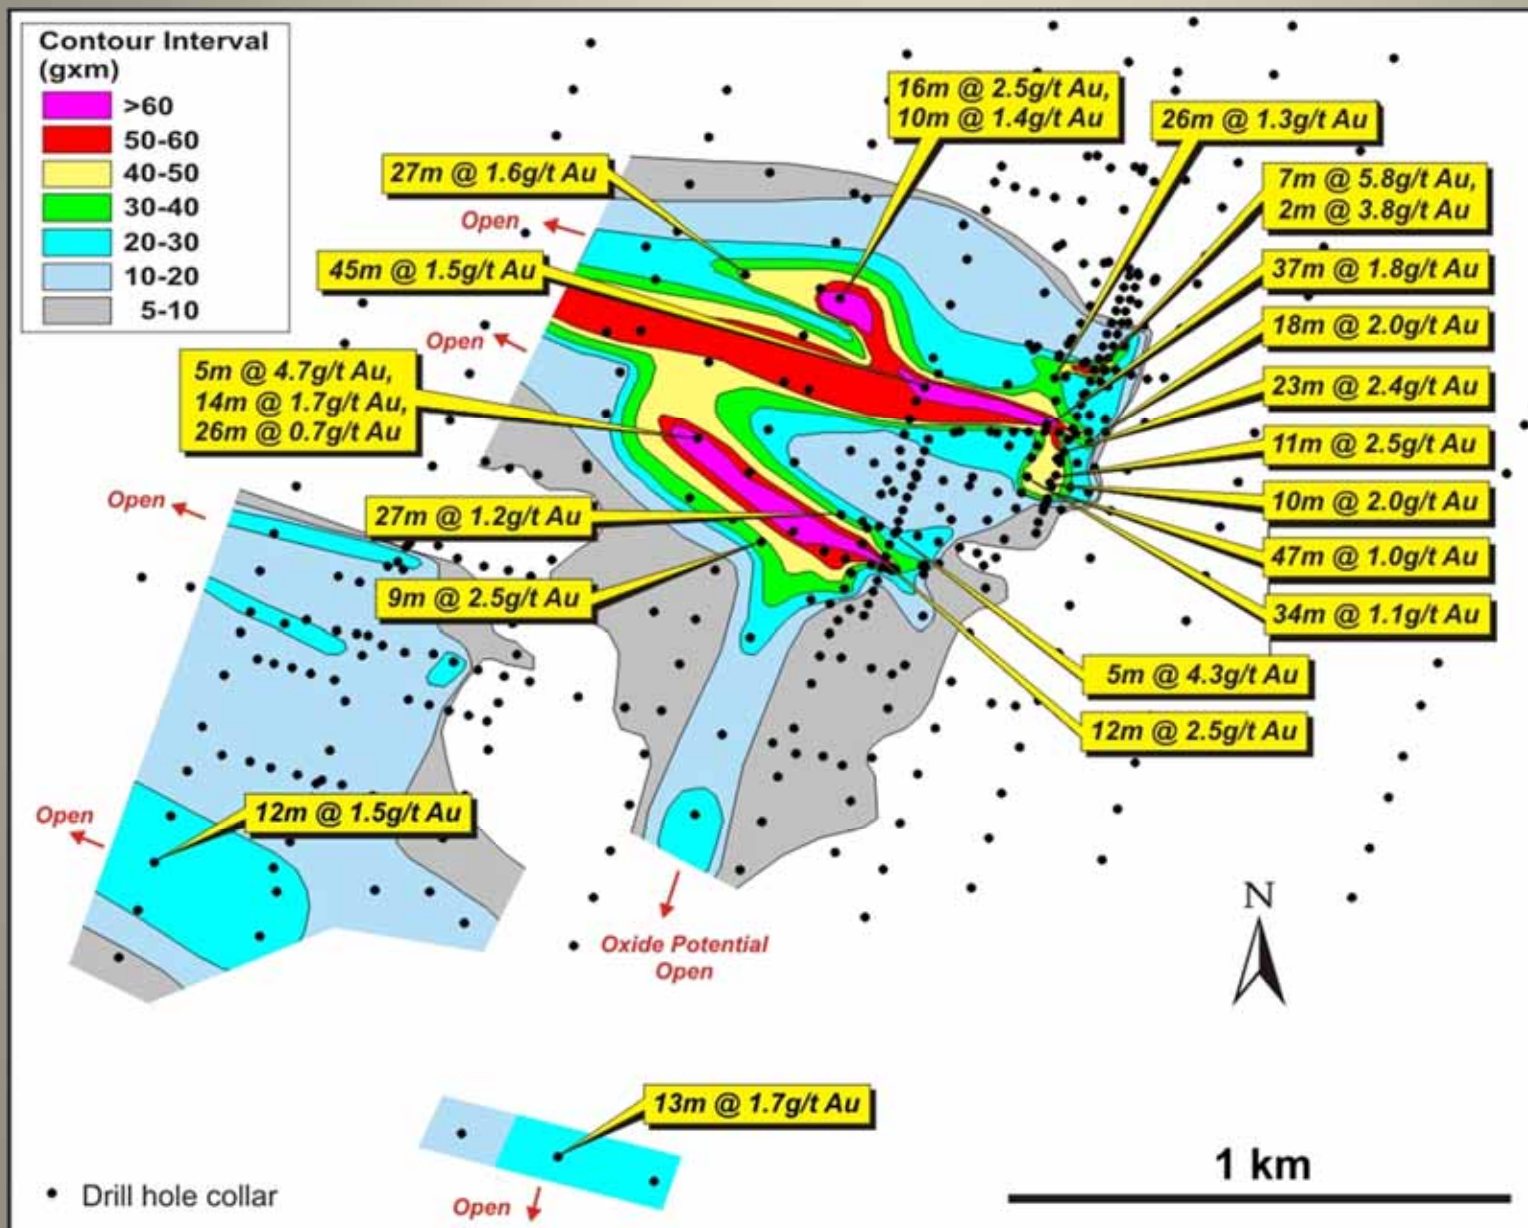 Contour Interval
(gxm)
>60
50-60
40-50
30-40
20-30
10-20
5-10
16m @ 2.5g/t Au,
10m @ 1.4g/t Au
26m @ 1.3g/t Au
27m @ 1.6g/t Au
7m @ 5.8g/t Au,
2m @ 3.8g/t Au
Open
45m @ 1.5g/t Au
37m @ 1.8g/t Au
18m @ 2.0g/t Au
Open
5m @ 4.7g/t Au,
14m @ 1.7g/t Au,
26m @ 0.7g/t Au
23m @ 2.4g/t Au
11m @ 2.5g/t Au
Open
10m @ 2.0g/t Au
27m @ 1.2g/t Au
47m @ 1.0g/t Au
9m @ 2.5g/t Au
34m @ 1.1g/t Au
5m @ 4.3g/t Au
12m @ 2.5g/t Au
Open
12m @ 1.5g/t Au
N
Oxide Potential
Open
13m @ 1.7g/t Au
1 km
Drill hole collar
Open